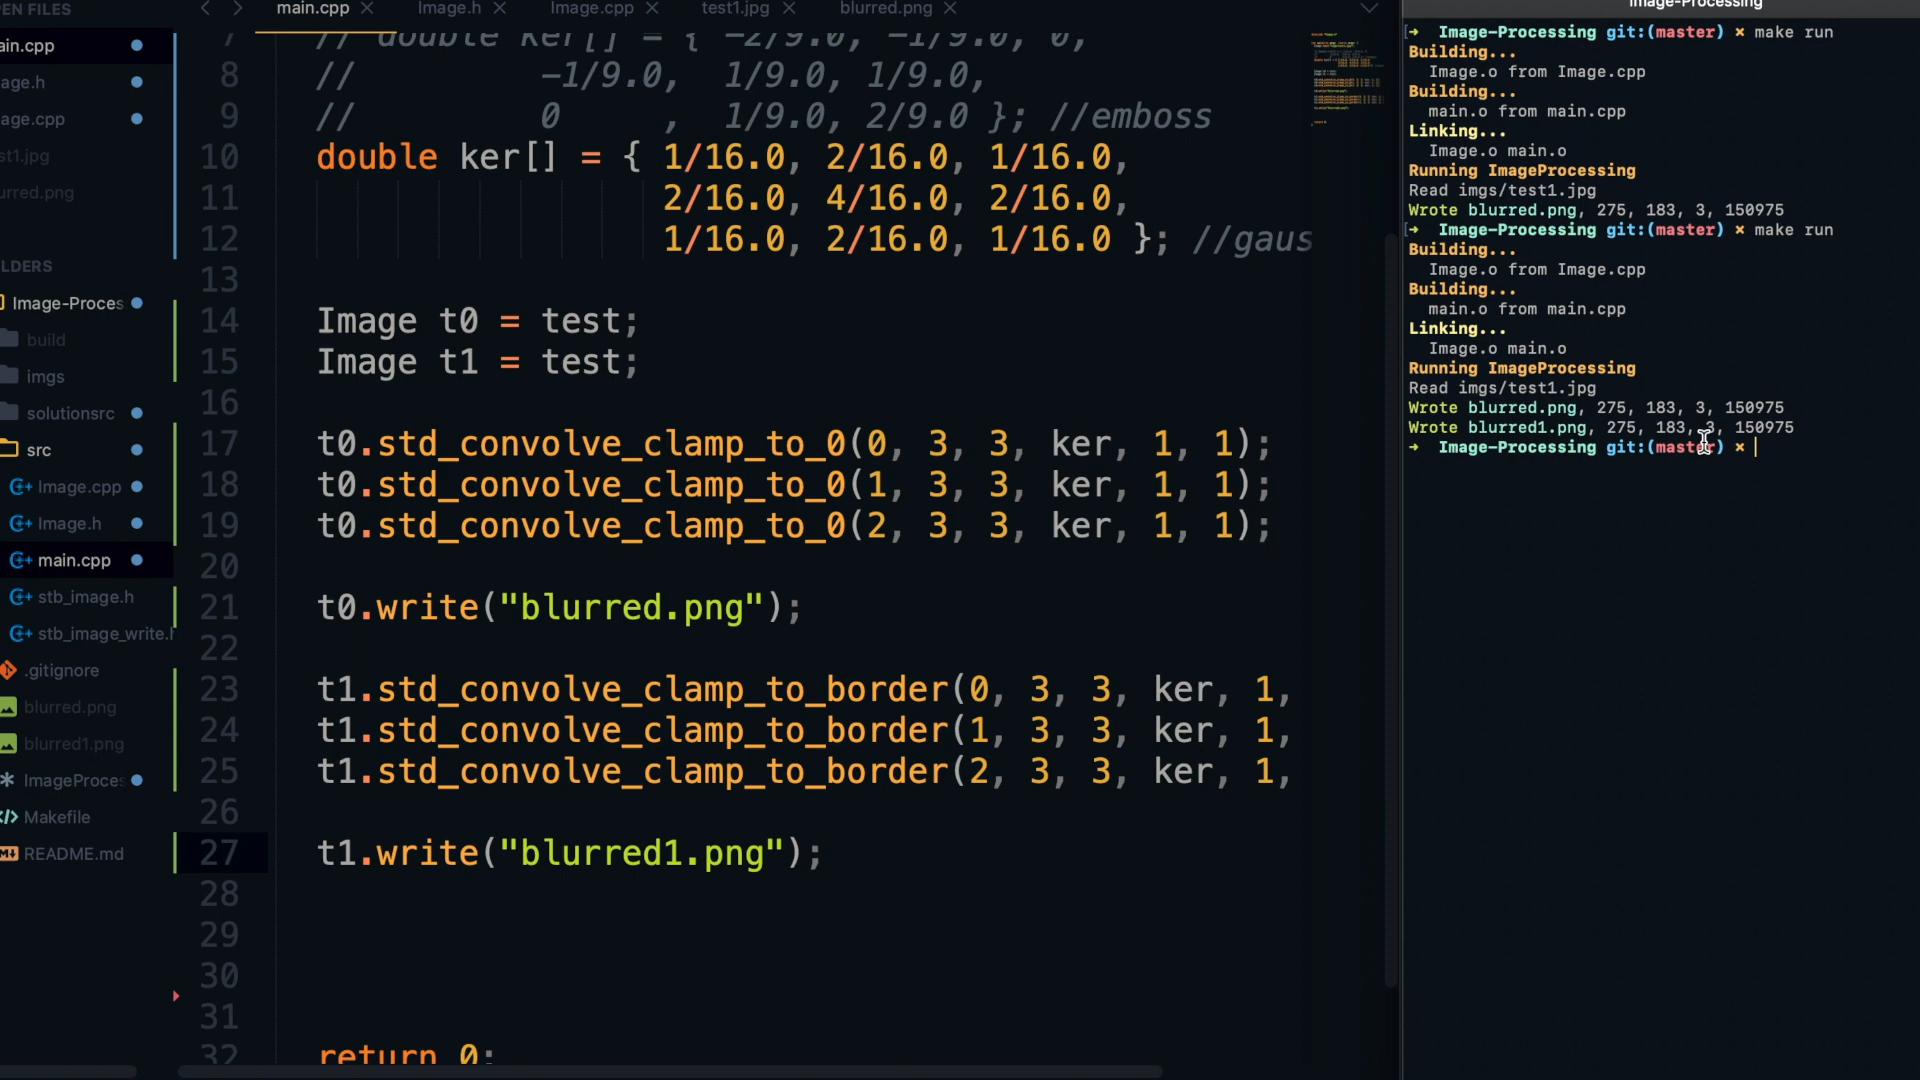 PEN FILES
ain.cpp
age.h
age.cpp
st1.jpg
urred.png
LDERS
Image-Proces
build
imgs
solutionsrc
src
Image.cpp
Image.h
main.cpp
stb_image.h
stb_image_write.h
.gitignore
blurred.png
blurred1.png
ImageProces
Makefile
README.md
main.cpp
Image.h
Image.cpp
test1.jpg
blurred.png
7 // double ker[] = { -2/9.0, -1/9.0, 0,
8 // -1/9.0, 1/9.0, 1/9.0,
9 // 0 , 1/9.0, 2/9.0 }; //emboss
10 double ker[] = { 1/16.0, 2/16.0, 1/16.0,
11 2/16.0, 4/16.0, 2/16.0,
12 1/16.0, 2/16.0, 1/16.0 }; //gaus
13
14 Image t0 = test;
15 Image t1 = test;
16
17 t0.std_convolve_clamp_to_0(0, 3, 3, ker, 1, 1);
18 t0.std_convolve_clamp_to_0(1, 3, 3, ker, 1, 1);
19 t0.std_convolve_clamp_to_0(2, 3, 3, ker, 1, 1);
20
21 t0.write("blurred.png");
22
23 t1.std_convolve_clamp_to_border(0, 3, 3, ker, 1,
24 t1.std_convolve_clamp_to_border(1, 3, 3, ker, 1,
25 t1.std_convolve_clamp_to_border(2, 3, 3, ker, 1,
26
27 t1.write("blurred1.png");
28
29
30
31
32 return 0;
Image-Processing
[➜ Image-Processing git:(master) × make run
Building...
Image.o from Image.cpp
Building...
main.o from main.cpp
Linking...
Image.o main.o
Running ImageProcessing
Read imgs/test1.jpg
Wrote blurred.png, 275, 183, 3, 150975
[➜ Image-Processing git:(master) × make run
Building...
Image.o from Image.cpp
Building...
main.o from main.cpp
Linking...
Image.o main.o
Running ImageProcessing
Read imgs/test1.jpg
Wrote blurred.png, 275, 183, 3, 150975
Wrote blurred1.png, 275, 183, 3, 150975
➜ Image-Processing git:(master) ×